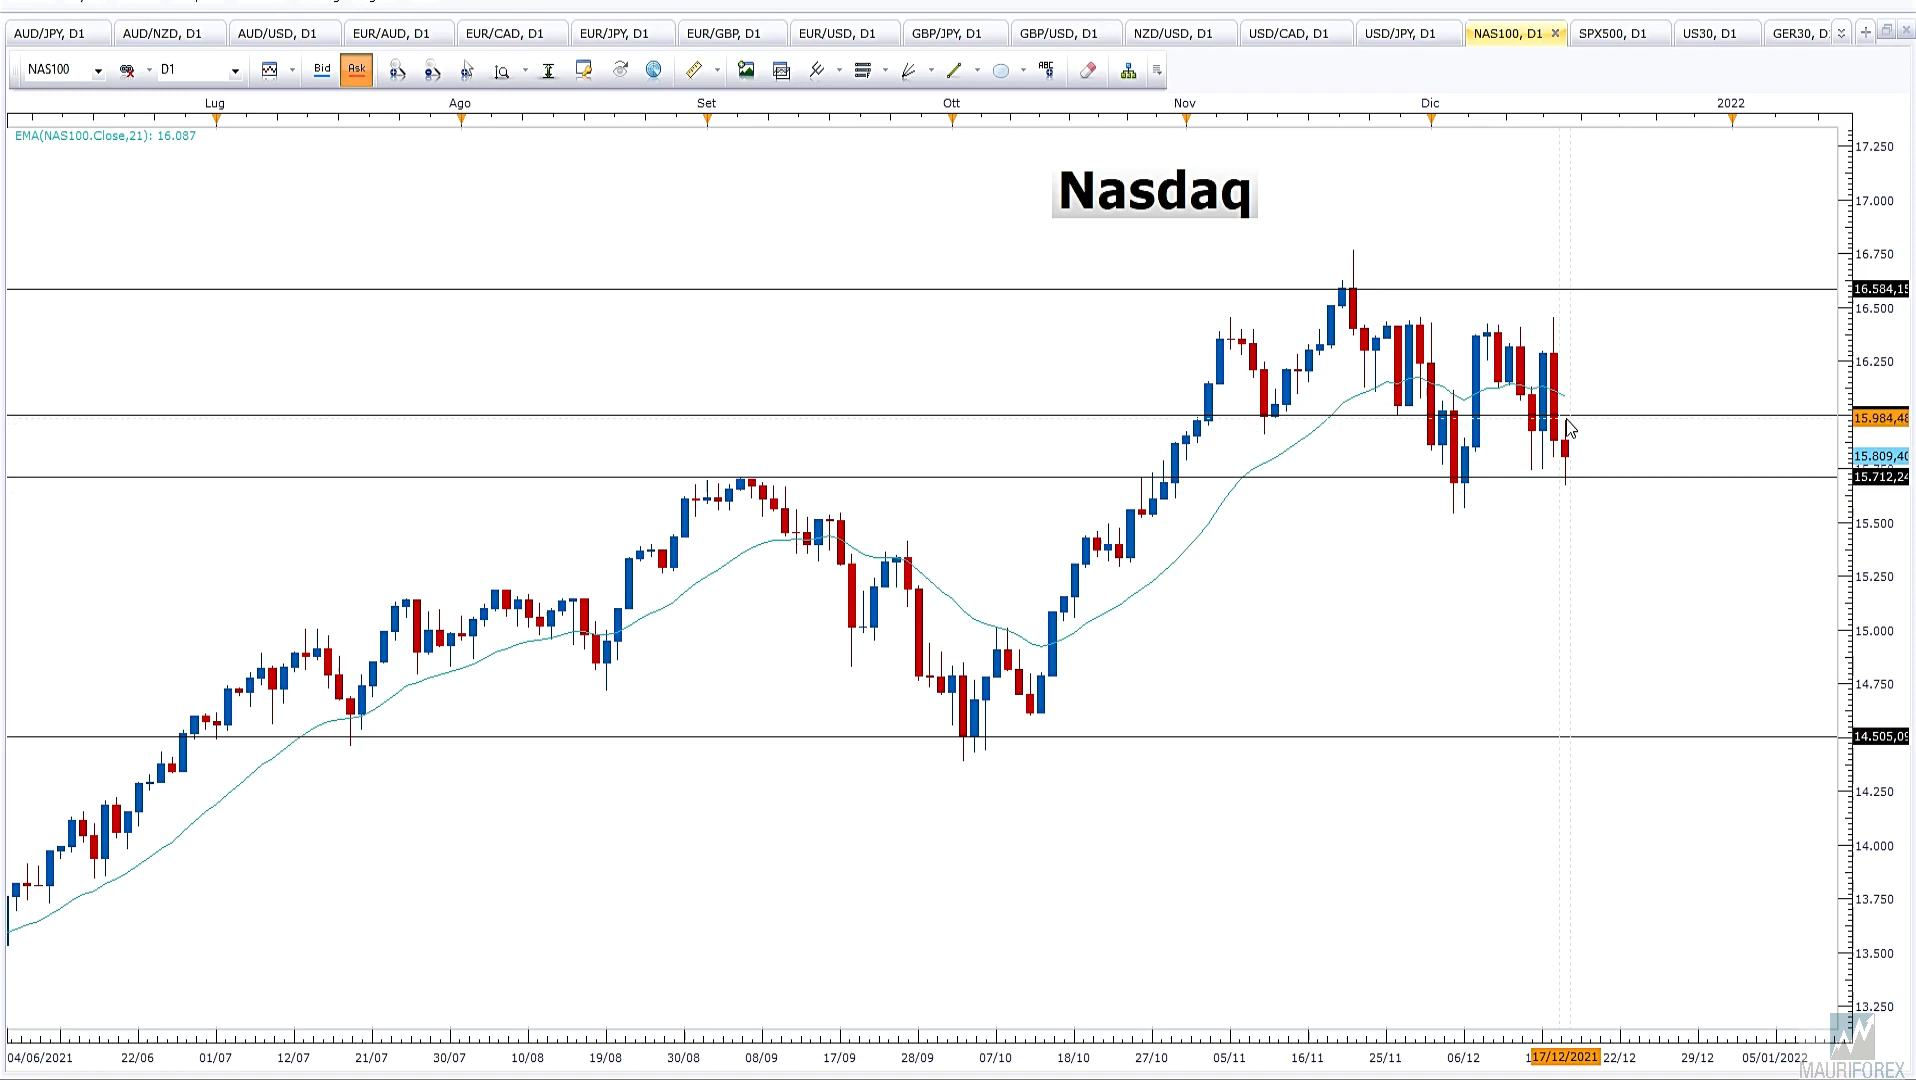 AUD/JPY, D1 AUD/NZD, D1 AUD/USD, D1 EUR/AUD, D1 EUR/CAD, D1 EUR/JPY, D1 EUR/GBP, D1 EUR/USD, D1 GBP/JPY, D1 GBP/USD, D1 NZD/USD, D1 USD/CAD, D1 USD/JPY, D1 NAS100, D1 SPX500, D1 US30, D1 GER30, D
NAS100 D1 Bid Ask ABC
Lug Ago Set Ott Nov Dic 2022
EMA(NAS100.Close,21): 16.087
Nasdaq
17.250
17.000
16.750
16.584,15
16.500
16.250
15.984,48
15.809,40
15.712,24
15.500
15.250
15.000
14.750
14.505,09
14.250
14.000
13.750
13.500
13.250
04/06/2021 22/06 01/07 12/07 21/07 30/07 10/08 19/08 30/08 08/09 17/09 28/09 07/10 18/10 27/10 05/11 16/11 25/11 06/12 17/12/2021 22/12 29/12 05/01/2022
MAURIFOREX